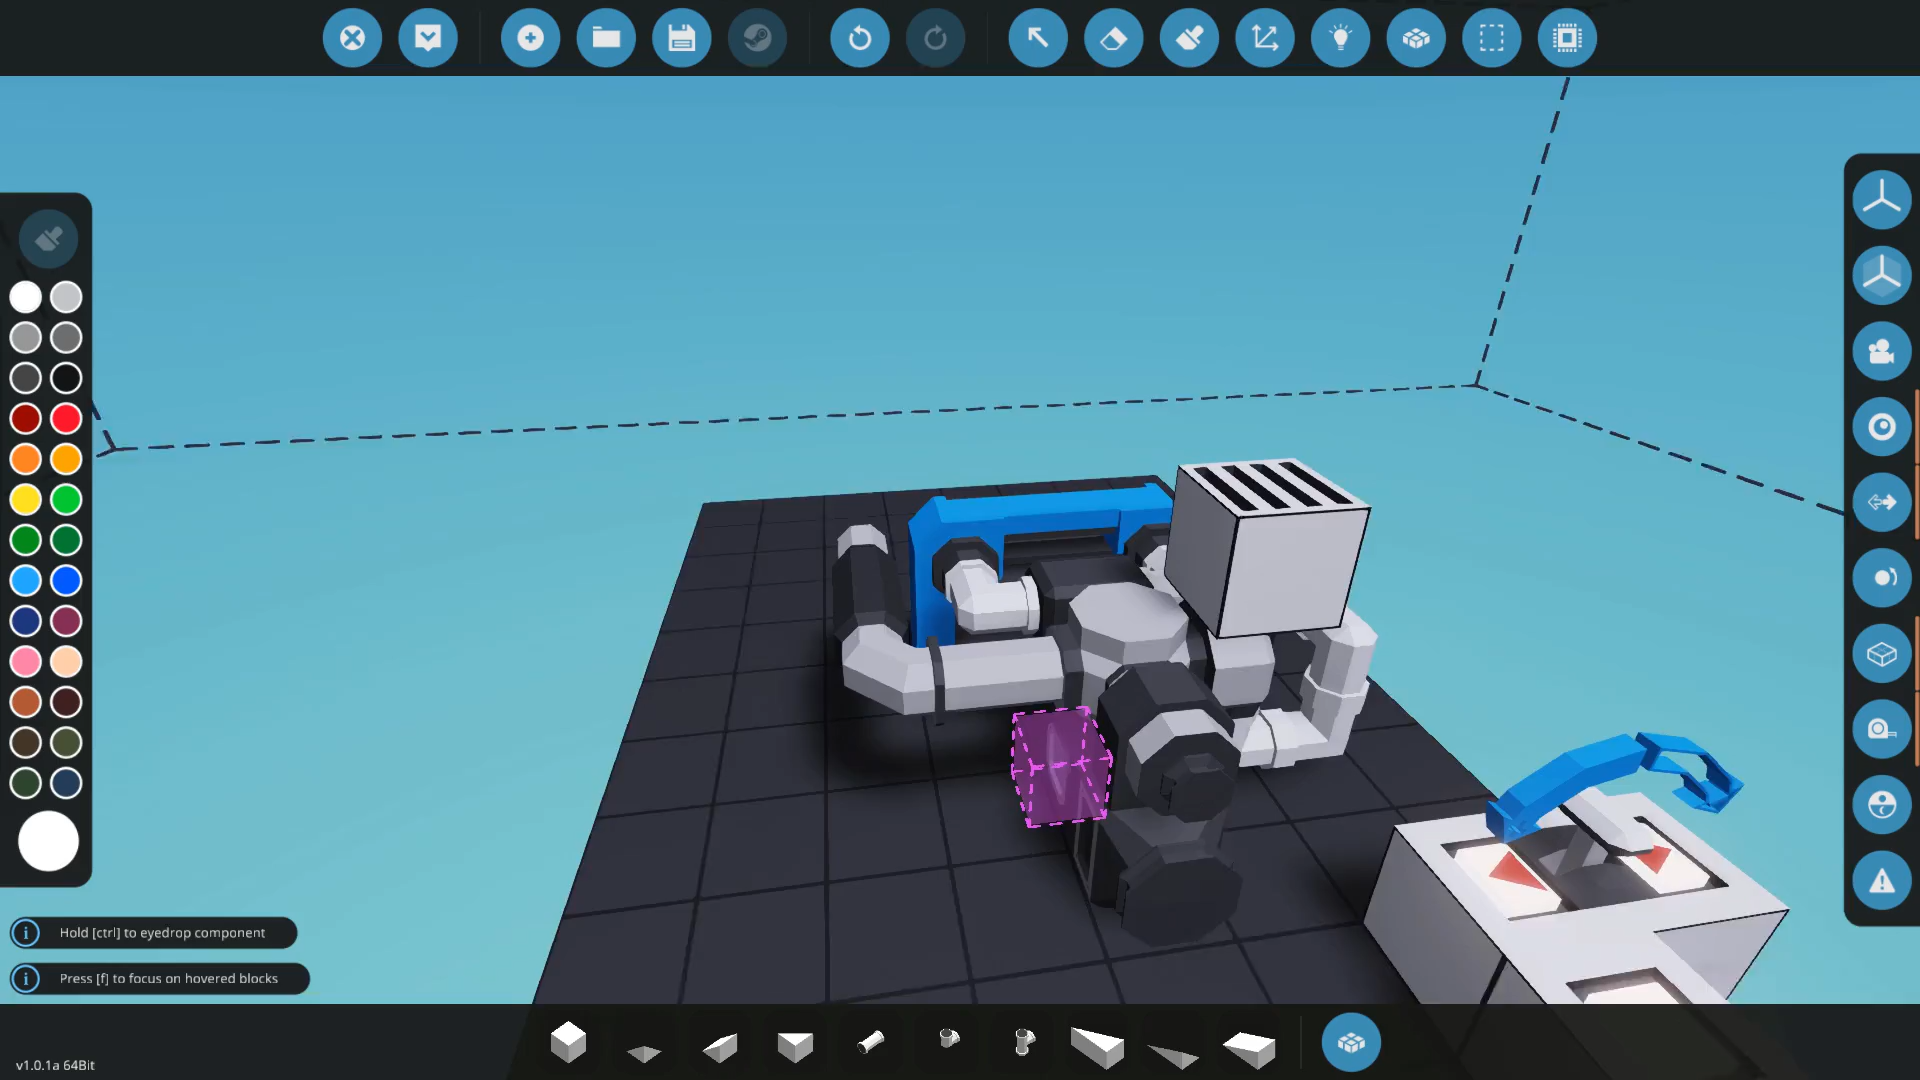 Hold [ctrl] to eyedrop component
Press [f] to focus on hovered blocks
v1.0.1a 64Bit